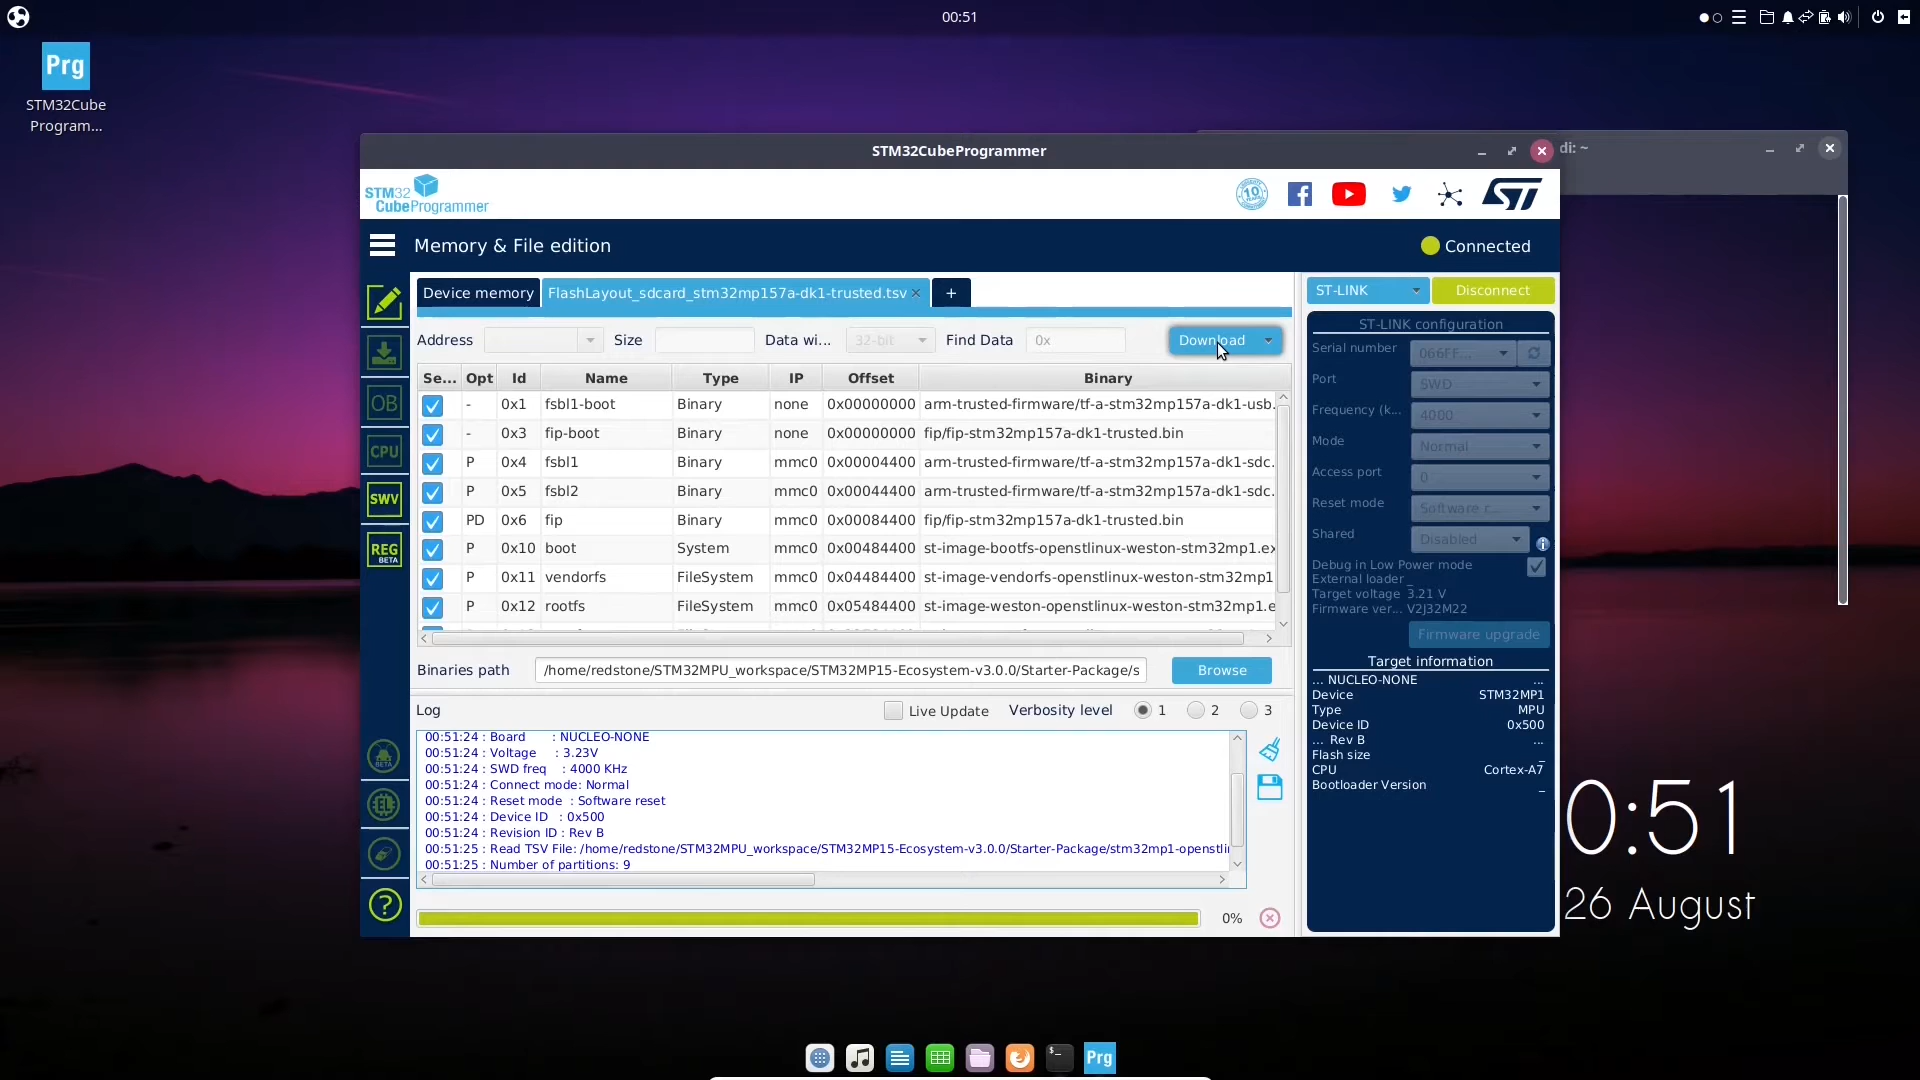 00:51
Prg
STM32Cube
Program...
STM32CubeProgrammer
di: ~
STM32
CubeProgrammer
10
ST
Memory & File edition
Connected
Device memory
FlashLayout_sdcard_stm32mp157a-dk1-trusted.tsv
+
ST-LINK
Disconnect
Address
Size
Data wi...
32-bit
Find Data
0x
Download
Se... Opt Id Name Type IP Offset Binary
- 0x1 fsbl1-boot Binary none 0x00000000 arm-trusted-firmware/tf-a-stm32mp157a-dk1-usb.
- 0x3 fip-boot Binary none 0x00000000 fip/fip-stm32mp157a-dk1-trusted.bin
P 0x4 fsbl1 Binary mmc0 0x00004400 arm-trusted-firmware/tf-a-stm32mp157a-dk1-sdc.
P 0x5 fsbl2 Binary mmc0 0x00044400 arm-trusted-firmware/tf-a-stm32mp157a-dk1-sdc.
PD 0x6 fip Binary mmc0 0x00084400 fip/fip-stm32mp157a-dk1-trusted.bin
P 0x10 boot System mmc0 0x00484400 st-image-bootfs-openstlinux-weston-stm32mp1.ex
P 0x11 vendorfs FileSystem mmc0 0x04484400 st-image-vendorfs-openstlinux-weston-stm32mp1
P 0x12 rootfs FileSystem mmc0 0x05484400 st-image-weston-openstlinux-weston-stm32mp1.e
OB
CPU
SWV
REG
BETA
BETA
?
Binaries path
/home/redstone/STM32MPU_workspace/STM32MP15-Ecosystem-v3.0.0/Starter-Package/s
Browse
Log
Live Update
Verbosity level
1
2
3
00:51:24 : Board : NUCLEO-NONE
00:51:24 : Voltage : 3.23V
00:51:24 : SWD freq : 4000 KHz
00:51:24 : Connect mode: Normal
00:51:24 : Reset mode : Software reset
00:51:24 : Device ID : 0x500
00:51:24 : Revision ID : Rev B
00:51:25 : Read TSV File: /home/redstone/STM32MPU_workspace/STM32MP15-Ecosystem-v3.0.0/Starter-Package/stm32mp1-openstli
00:51:25 : Number of partitions: 9
0%
ST-LINK configuration
Serial number 066FF...
Port SWD
Frequency (k... 4000
Mode Normal
Access port 0
Reset mode Software r...
Shared Disabled
Debug in Low Power mode
External loader _
Target voltage 3.21 V
Firmware ver... V2J32M22
Firmware upgrade
Target information
... NUCLEO-NONE ...
Device STM32MP1
Type MPU
Device ID 0x500
... Rev B ...
Flash size _
CPU Cortex-A7
Bootloader Version _
0:51
26 August
Prg